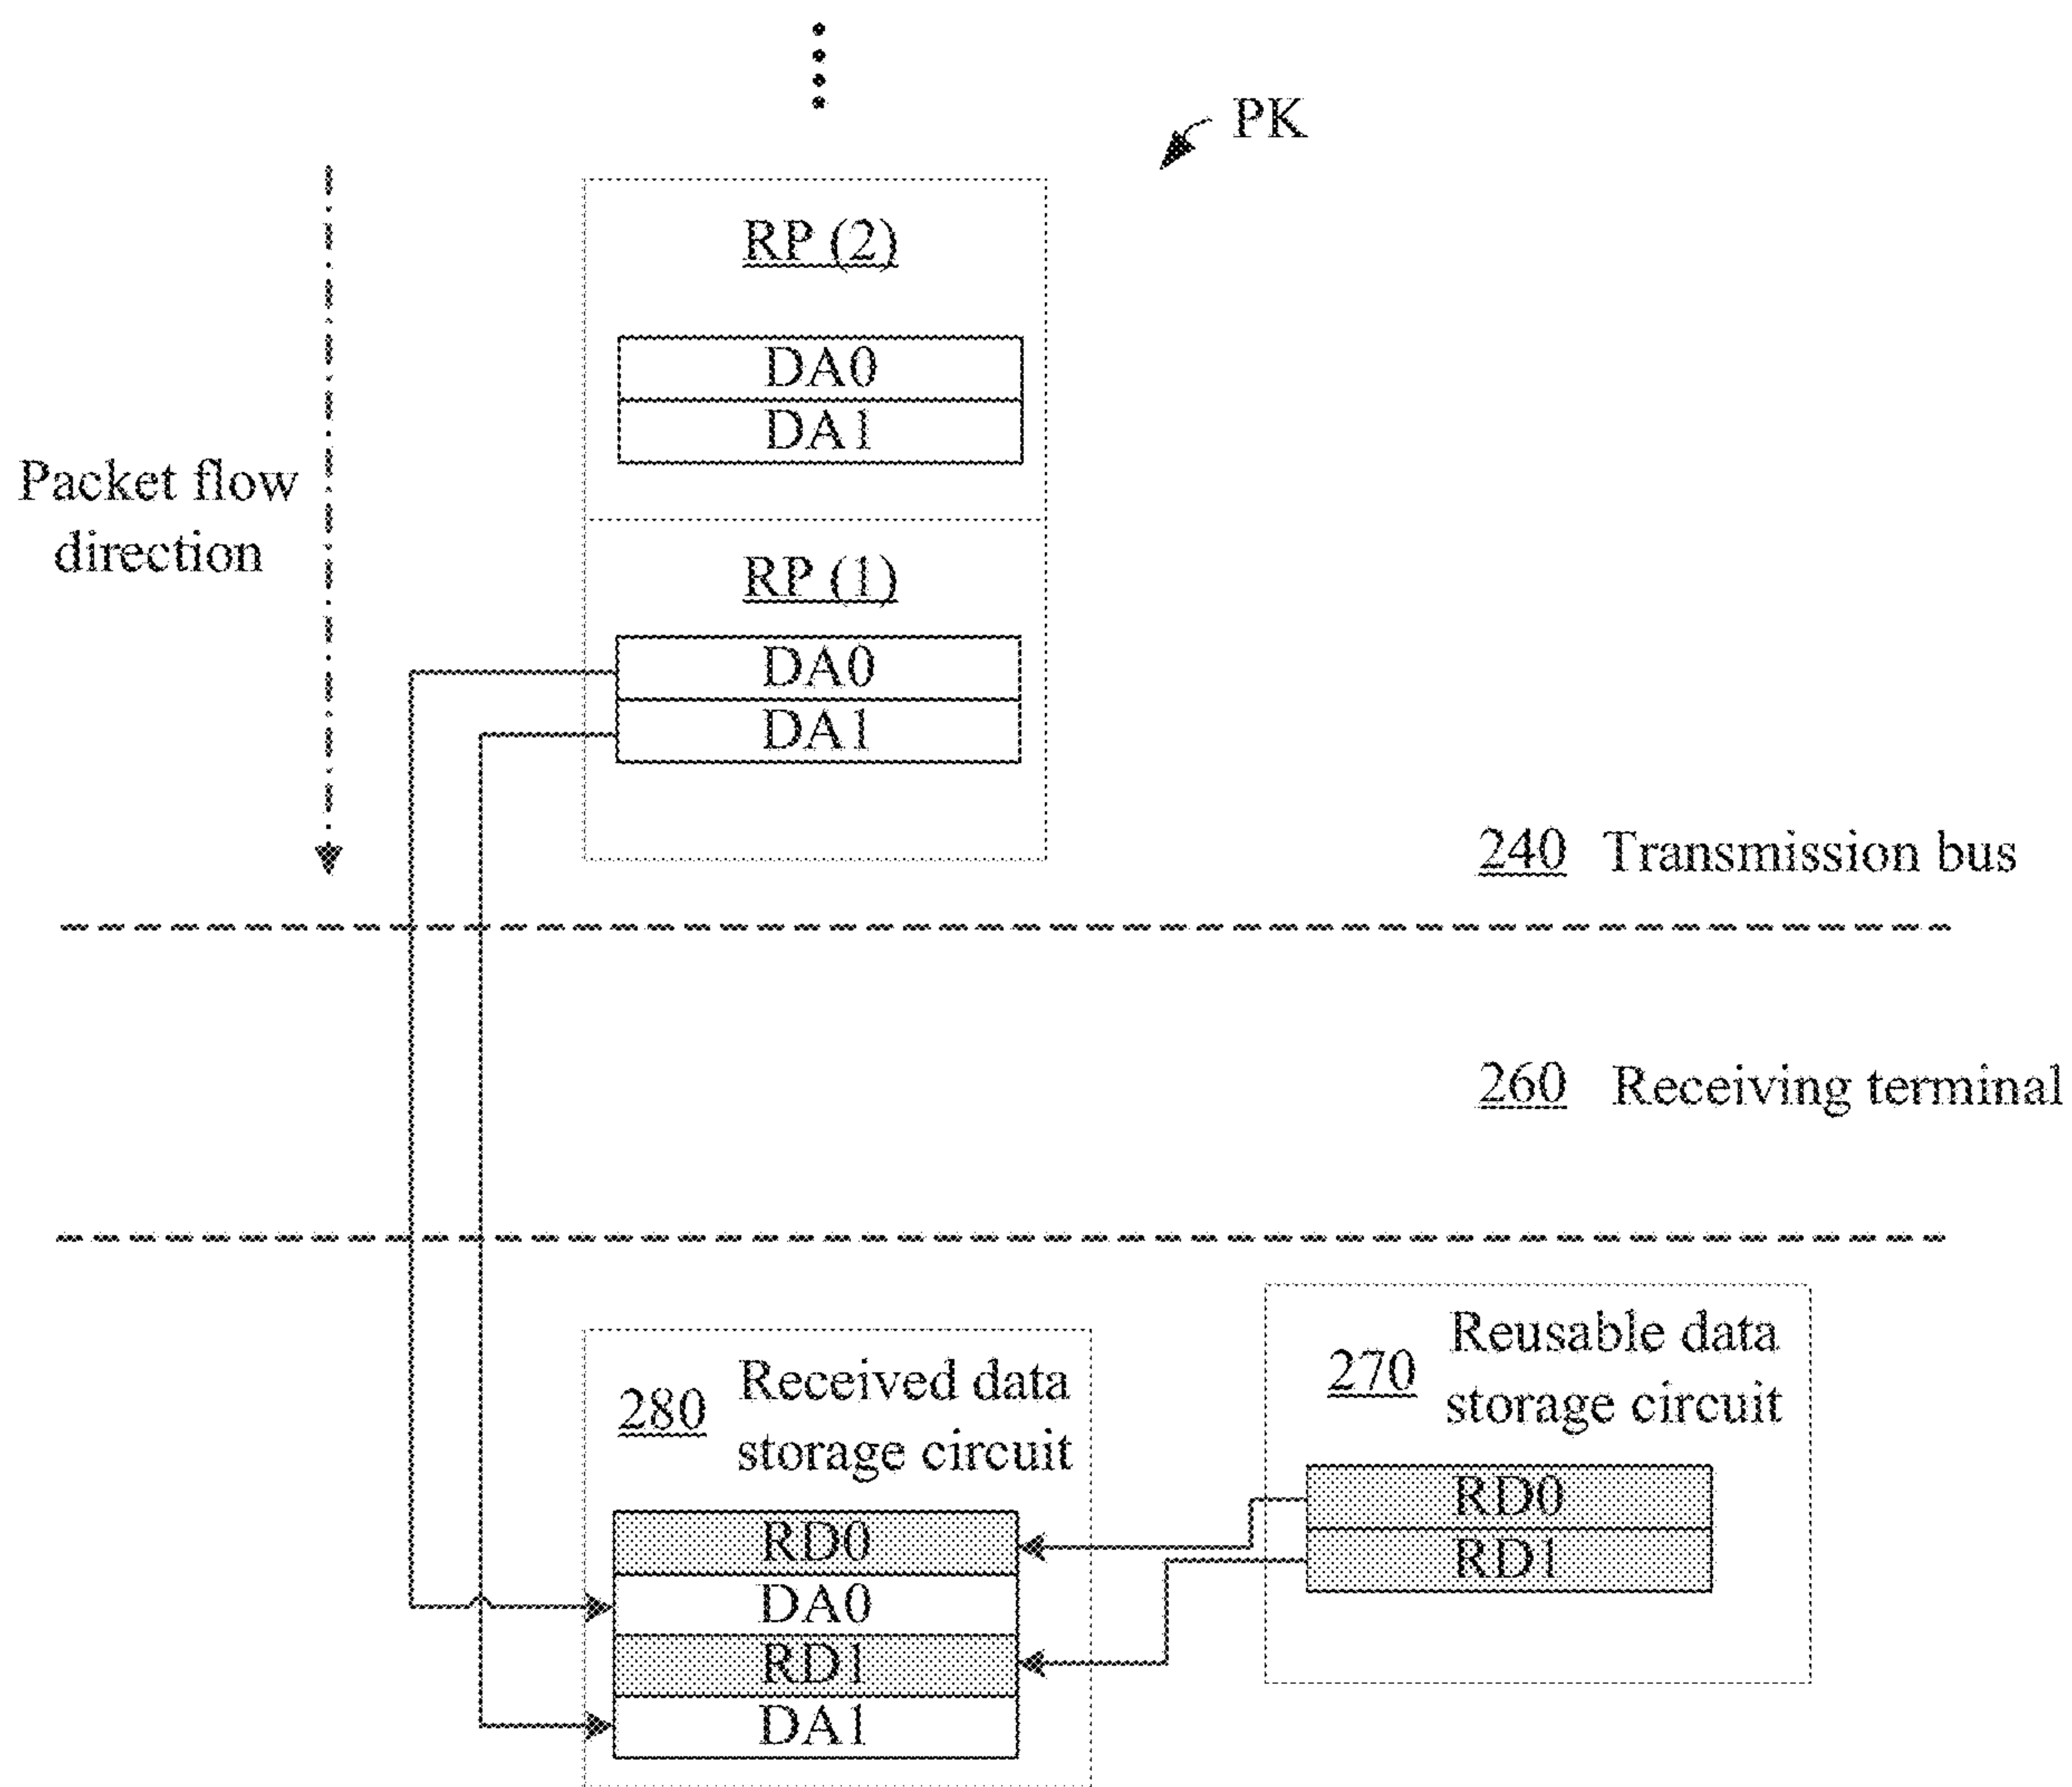 PK
RP (2)
DA0
DA1
Packet flow
direction
RP (1)
DA0
DA1
240 Transmission bus
260 Receiving terminal
280 Received data
storage circuit
270 Reusable data
storage circuit
RD0
RD1
RD0
DA0
RD1
DA1